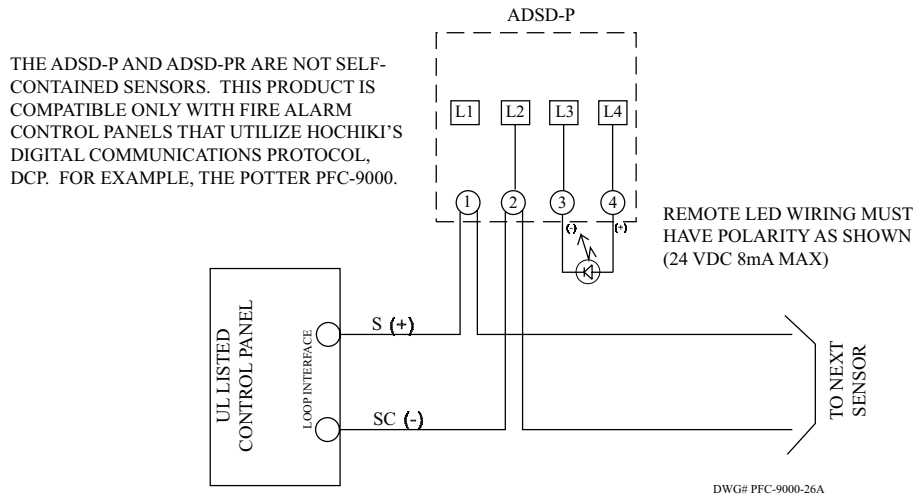 ADSD-P
THE ADSD-P AND ADSD-PR ARE NOT SELF-
CONTAINED SENSORS. THIS PRODUCT IS
COMPATIBLE ONLY WITH FIRE ALARM
CONTROL PANELS THAT UTILIZE HOCHIKI'S
DIGITAL COMMUNICATIONS PROTOCOL,
DCP. FOR EXAMPLE, THE POTTER PFC-9000.
L1 L2 L3 L4
1 2 3 4
(-) (+)
REMOTE LED WIRING MUST
HAVE POLARITY AS SHOWN
(24 VDC 8mA MAX)
UL LISTED
CONTROL PANEL
LOOP INTERFACE
S (+)
SC (-)
TO NEXT
SENSOR
DWG# PFC-9000-26A